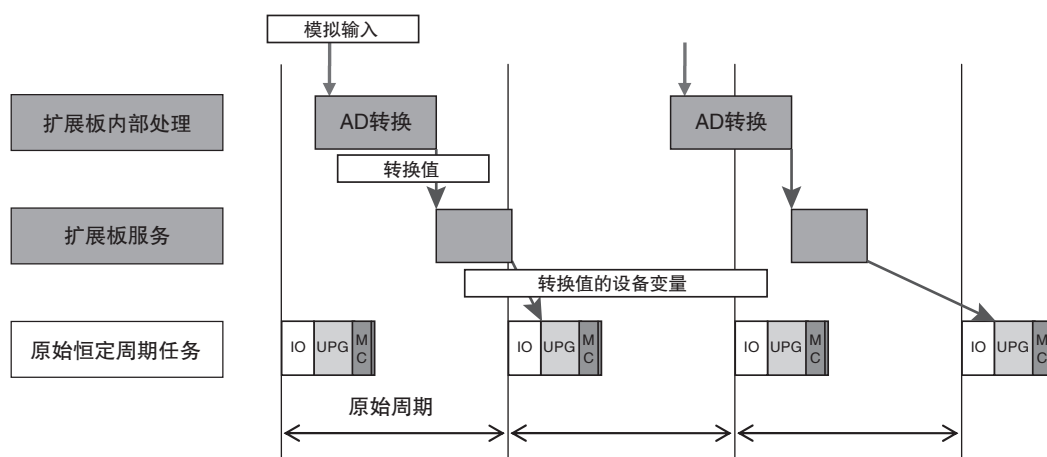 模拟输入
扩展板内部处理
AD转换
AD转换
转换值
扩展板服务
转换值的设备变量
原始恒定周期任务
IO
UPG
M
C
IO
UPG
M
C
IO
UPG
M
C
IO
UPG
M
C
原始周期